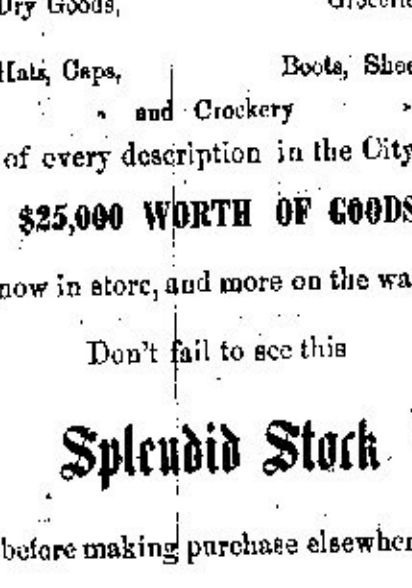 Dry Goods, Grocerie
Hats, Caps, Boots, Shoe
and Crockery
of every description in the City
$25,000 WORTH OF GOODS
now in store, and more on the wa
Don't fail to see this
Splendid Stock
before making purchase elsewher